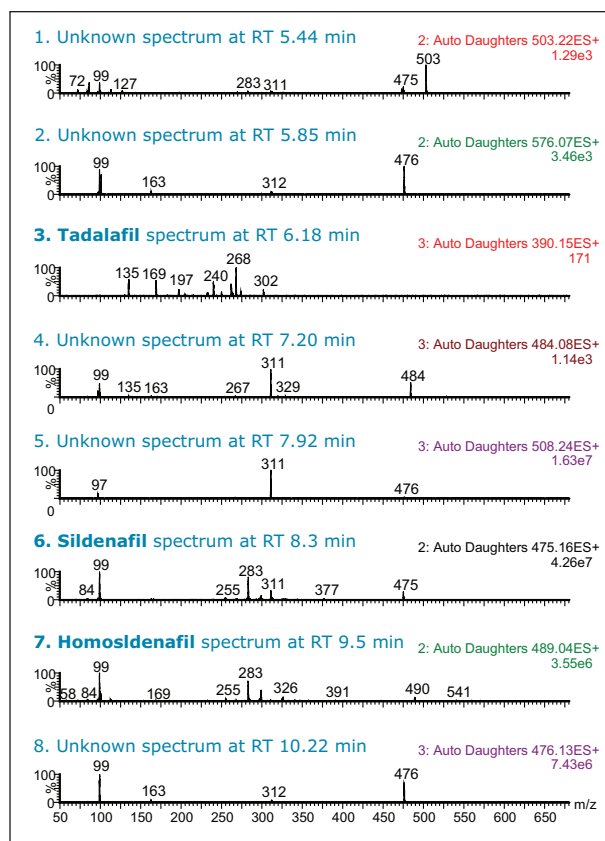 1. Unknown spectrum at RT 5.44 min
2: Auto Daughters 503.22ES+
1.29e3
100
%
0
72
99
127
283
311
475
503
2. Unknown spectrum at RT 5.85 min
2: Auto Daughters 576.07ES+
3.46e3
100
%
0
99
163
312
476
3. Tadalafil spectrum at RT 6.18 min
3: Auto Daughters 390.15ES+
171
100
%
0
135
169
197
240
268
302
4. Unknown spectrum at RT 7.20 min
3: Auto Daughters 484.08ES+
1.14e3
100
%
0
99
135
163
267
311
329
484
5. Unknown spectrum at RT 7.92 min
3: Auto Daughters 508.24ES+
1.63e7
100
%
0
97
311
476
6. Sildenafil spectrum at RT 8.3 min
2: Auto Daughters 475.16ES+
4.26e7
100
%
0
84
99
255
283
311
377
475
7. Homosldenafil spectrum at RT 9.5 min
2: Auto Daughters 489.04ES+
3.55e6
100
%
0
58
84
99
169
255
283
326
391
490
541
8. Unknown spectrum at RT 10.22 min
3: Auto Daughters 476.13ES+
7.43e6
100
%
0
99
163
312
476
m/z
50 100 150 200 250 300 350 400 450 500 550 600 650